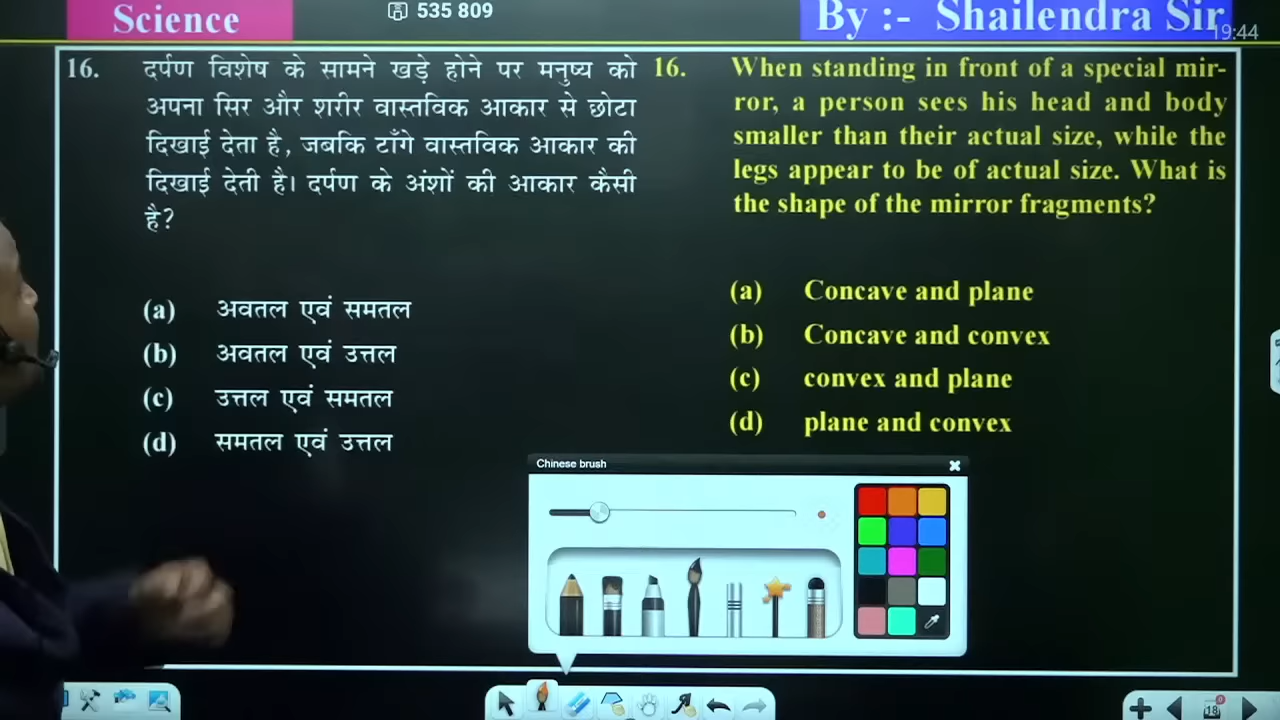 Science
535 809
By :- Shailendra Sir
19:44
16.
दर्पण विशेष के सामने खड़े होने पर मनुष्य को
अपना सिर और शरीर वास्तविक आकार से छोटा
दिखाई देता है, जबकि टाँगे वास्तविक आकार की
दिखाई देती है। दर्पण के अंशों की आकार कैसी
है?
(a) अवतल एवं समतल
(b) अवतल एवं उत्तल
(c) उत्तल एवं समतल
(d) समतल एवं उत्तल
16.
When standing in front of a special mir-
ror, a person sees his head and body
smaller than their actual size, while the
legs appear to be of actual size. What is
the shape of the mirror fragments?
(a) Concave and plane
(b) Concave and convex
(c) convex and plane
(d) plane and convex
Chinese brush
18